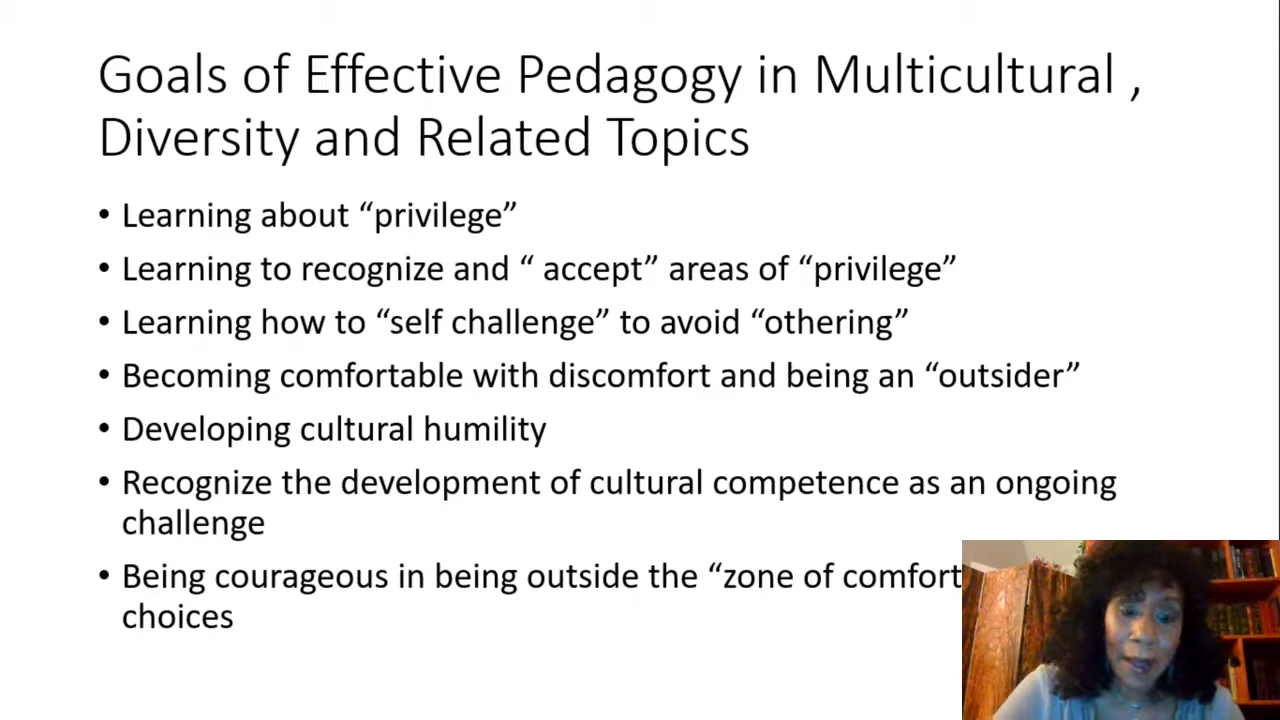 Goals of Effective Pedagogy in Multicultural ,
Diversity and Related Topics
• Learning about “privilege”
• Learning to recognize and “ accept” areas of “privilege”
• Learning how to “self challenge” to avoid “othering”
• Becoming comfortable with discomfort and being an “outsider”
• Developing cultural humility
• Recognize the development of cultural competence as an ongoing
challenge
• Being courageous in being outside the “zone of comfort
choices